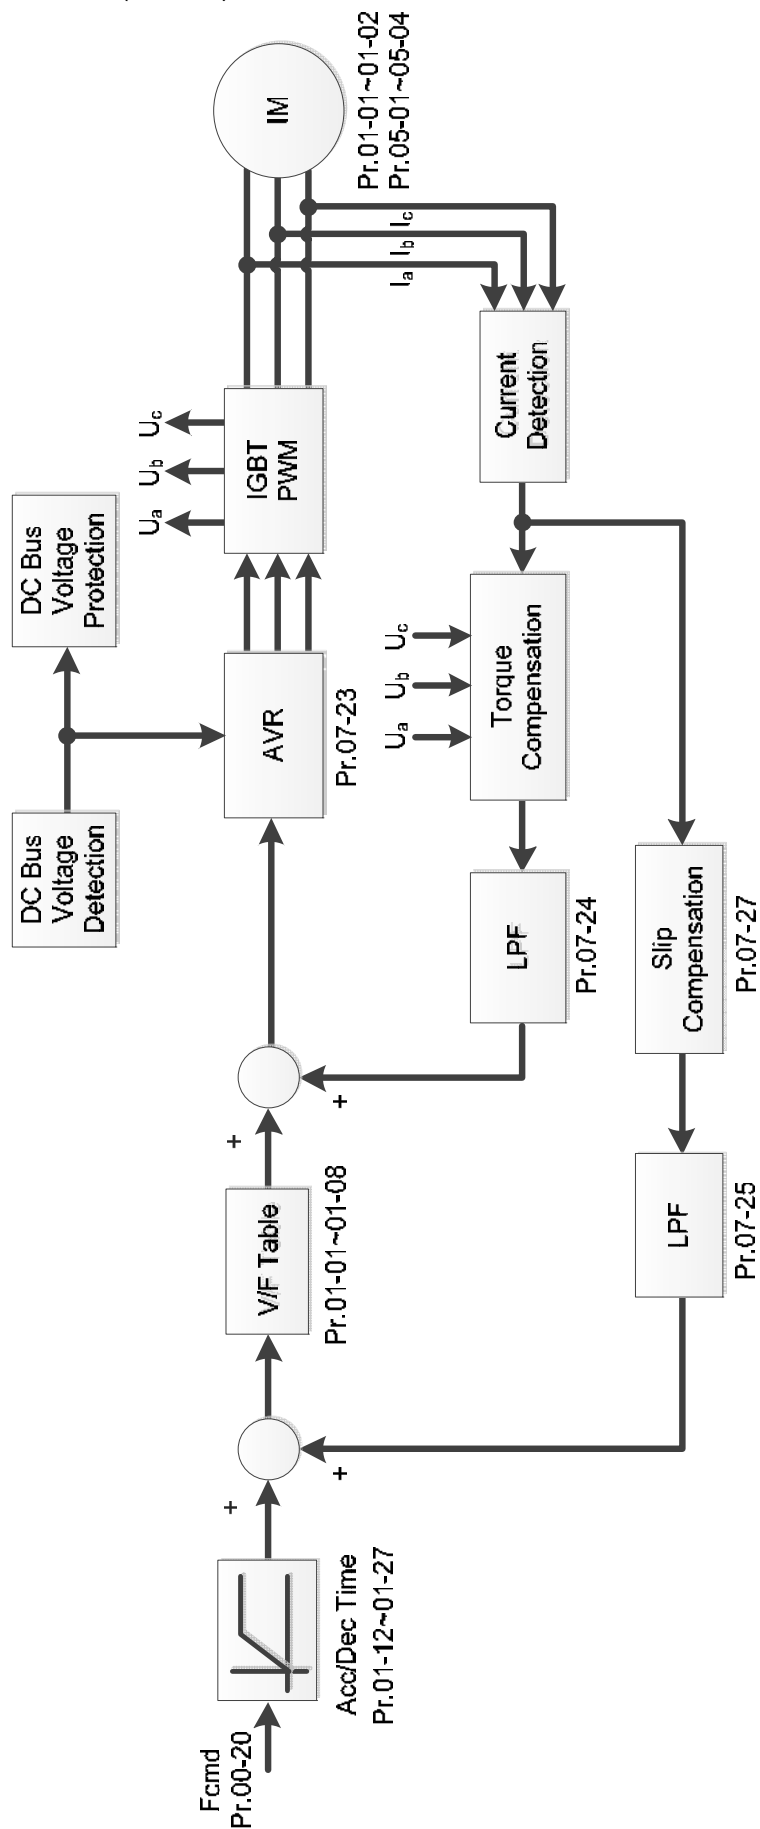 Fcmd
Pr.00-20
Acc/Dec Time
Pr.01-12~01-27
+
+
V/F Table
Pr.01-01~01-08
+
+
DC Bus
Voltage
Detection
DC Bus
Voltage
Protection
AVR
Pr.07-23
IGBT
PWM
Ua
Ub
Uc
IM
Pr.01-01~01-02
Pr.05-01~05-04
Ia
Ib
Ic
Current
Detection
Ua
Ub
Uc
Torque
Compensation
LPF
Pr.07-24
Slip
Compensation
Pr.07-27
LPF
Pr.07-25